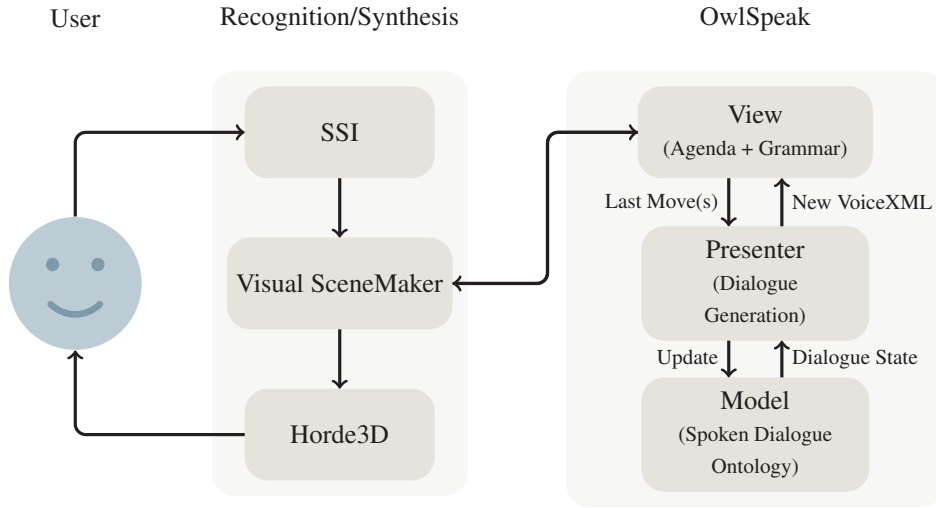 User
Recognition/Synthesis
OwlSpeak
SSI
View
(Agenda + Grammar)
Last Move(s)
New VoiceXML
Visual SceneMaker
Presenter
(Dialogue
Generation)
Update
Dialogue State
Horde3D
Model
(Spoken Dialogue
Ontology)